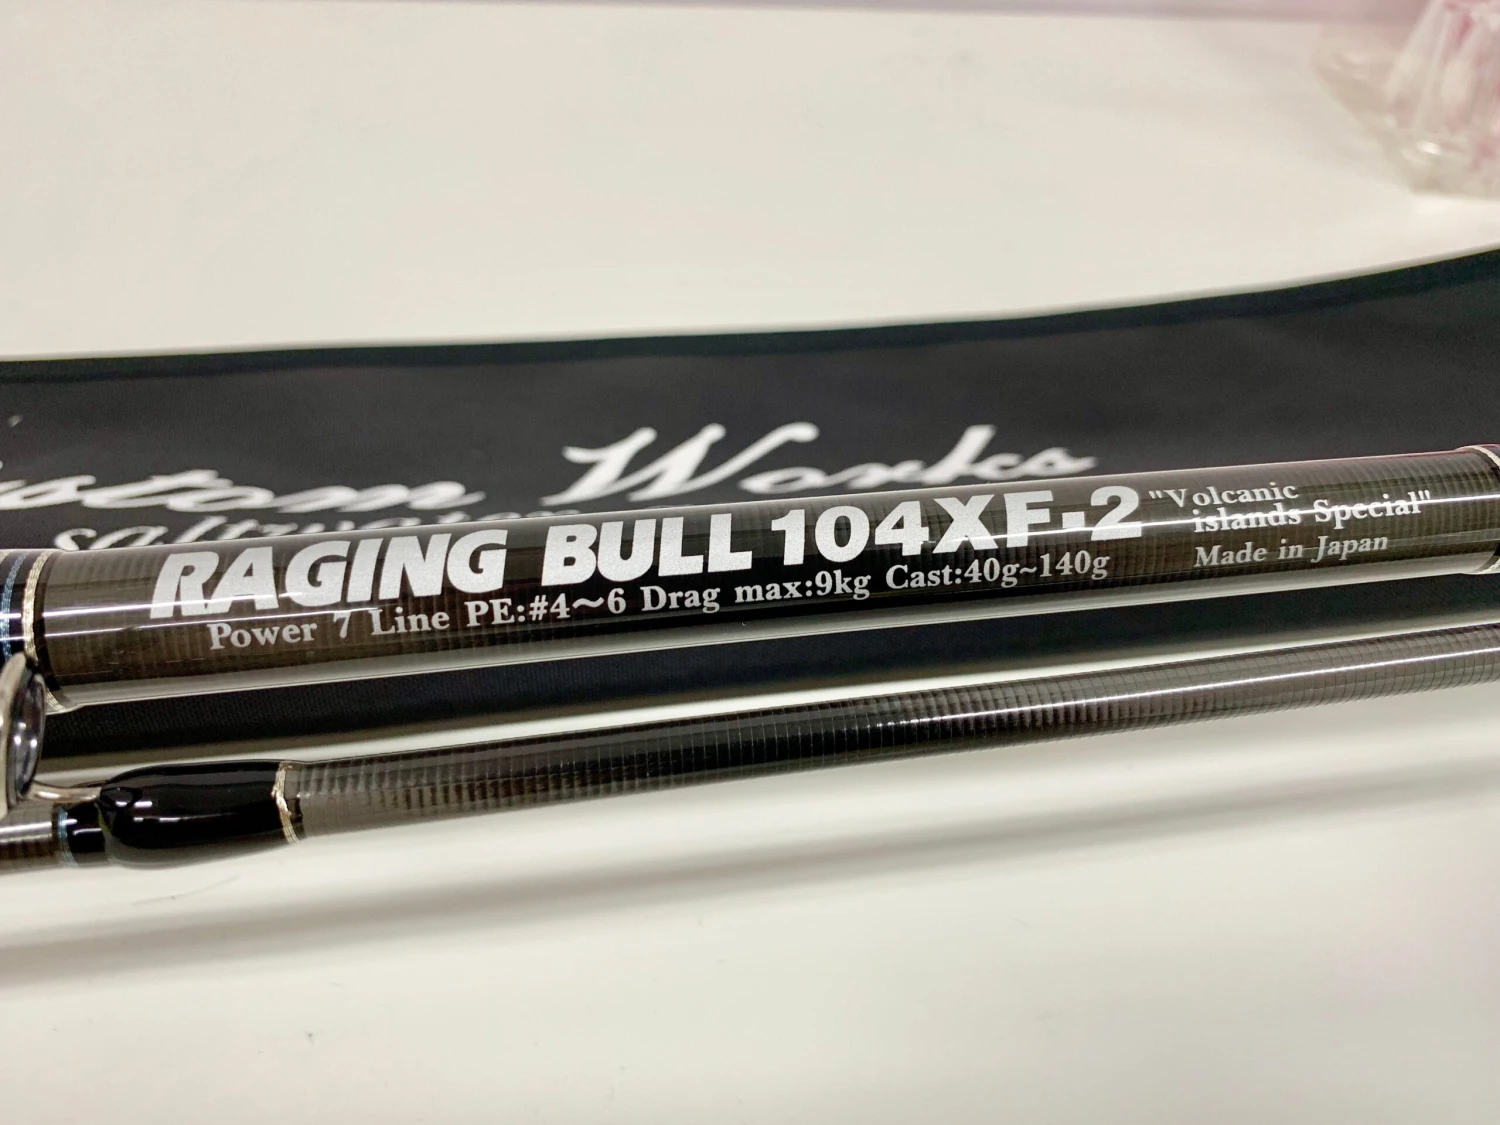 Works
RAGING BULL 104XF-2 "Volcanic
islands Special"
Power 7 Line PE:#4～6 Drag max:9kg Cast:40g~140g
Made in Japan